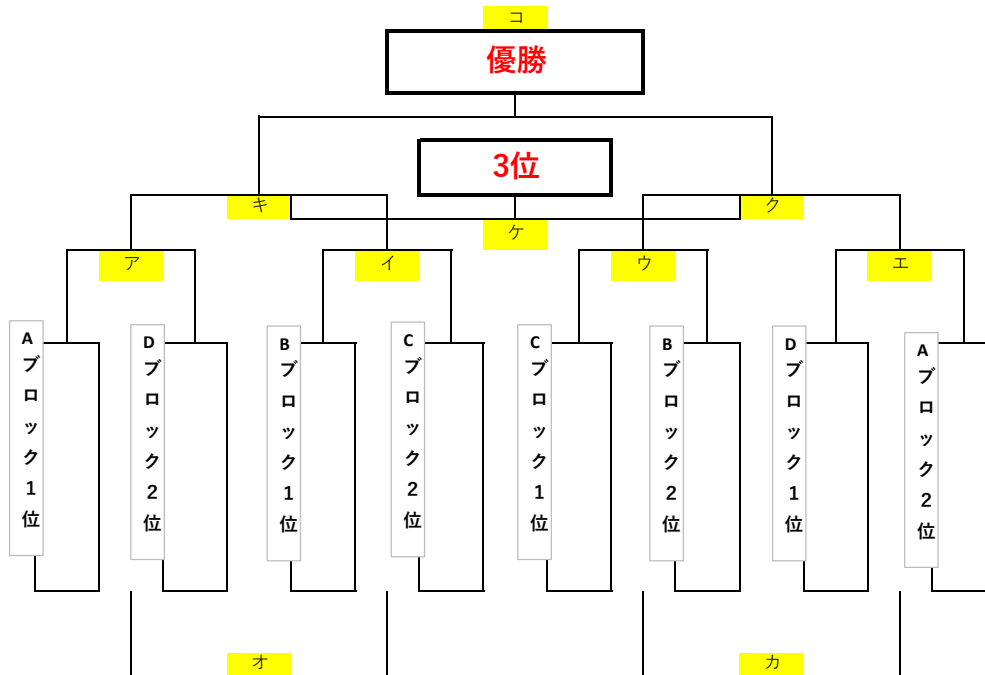 コ
優勝
3位
キ
ク
ケ
ア
イ
ウ
エ
Aブロック1位
Dブロック2位
Bブロック1位
Cブロック2位
Cブロック1位
Bブロック2位
Dブロック1位
Aブロック2位
オ
カ